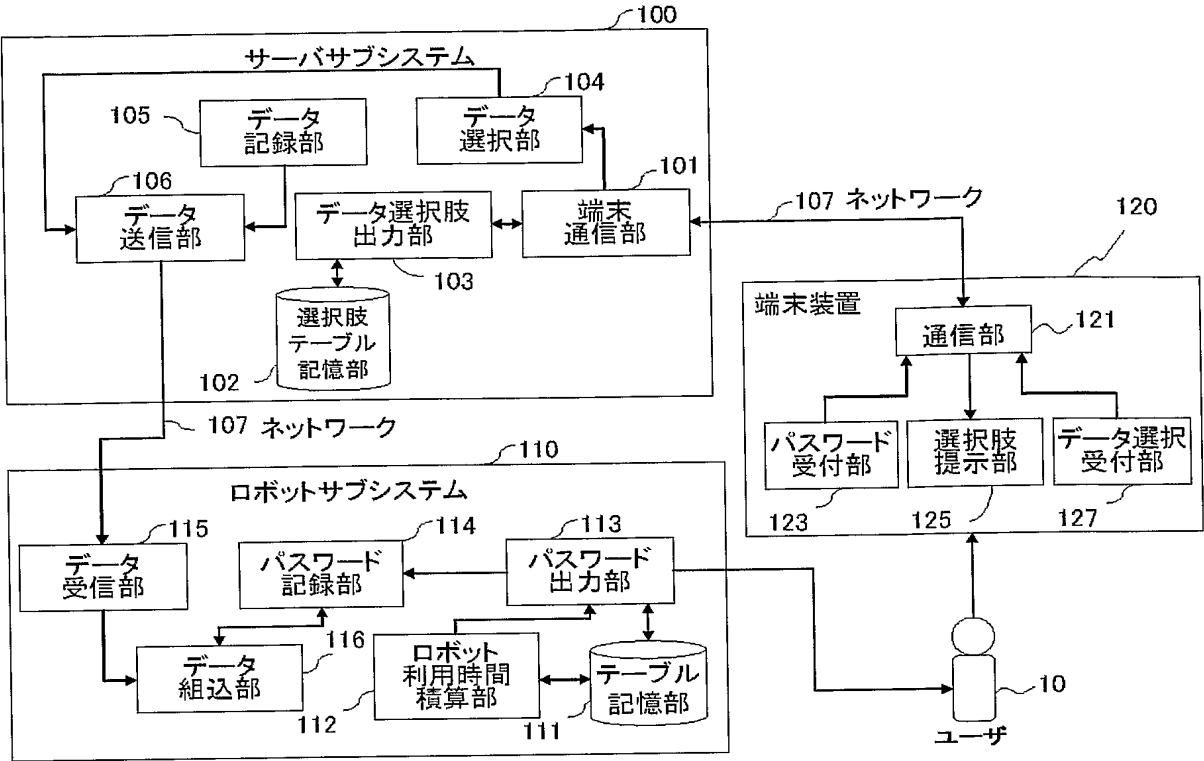 100
サーバサブシステム
104
データ
選択部
105
データ
記録部
101
端末
通信部
106
データ
送信部
データ選択肢
出力部
103
選択肢
テーブル
記憶部
102
107 ネットワーク
120
端末装置
通信部
121
パスワード
受付部
123
選択肢
提示部
125
データ選択
受付部
127
107 ネットワーク
110
ロボットサブシステム
115
データ
受信部
114
パスワード
記録部
113
パスワード
出力部
データ
組込部
116
ロボット
利用時間
積算部
112
テーブル
記憶部
111
10
ユーザ